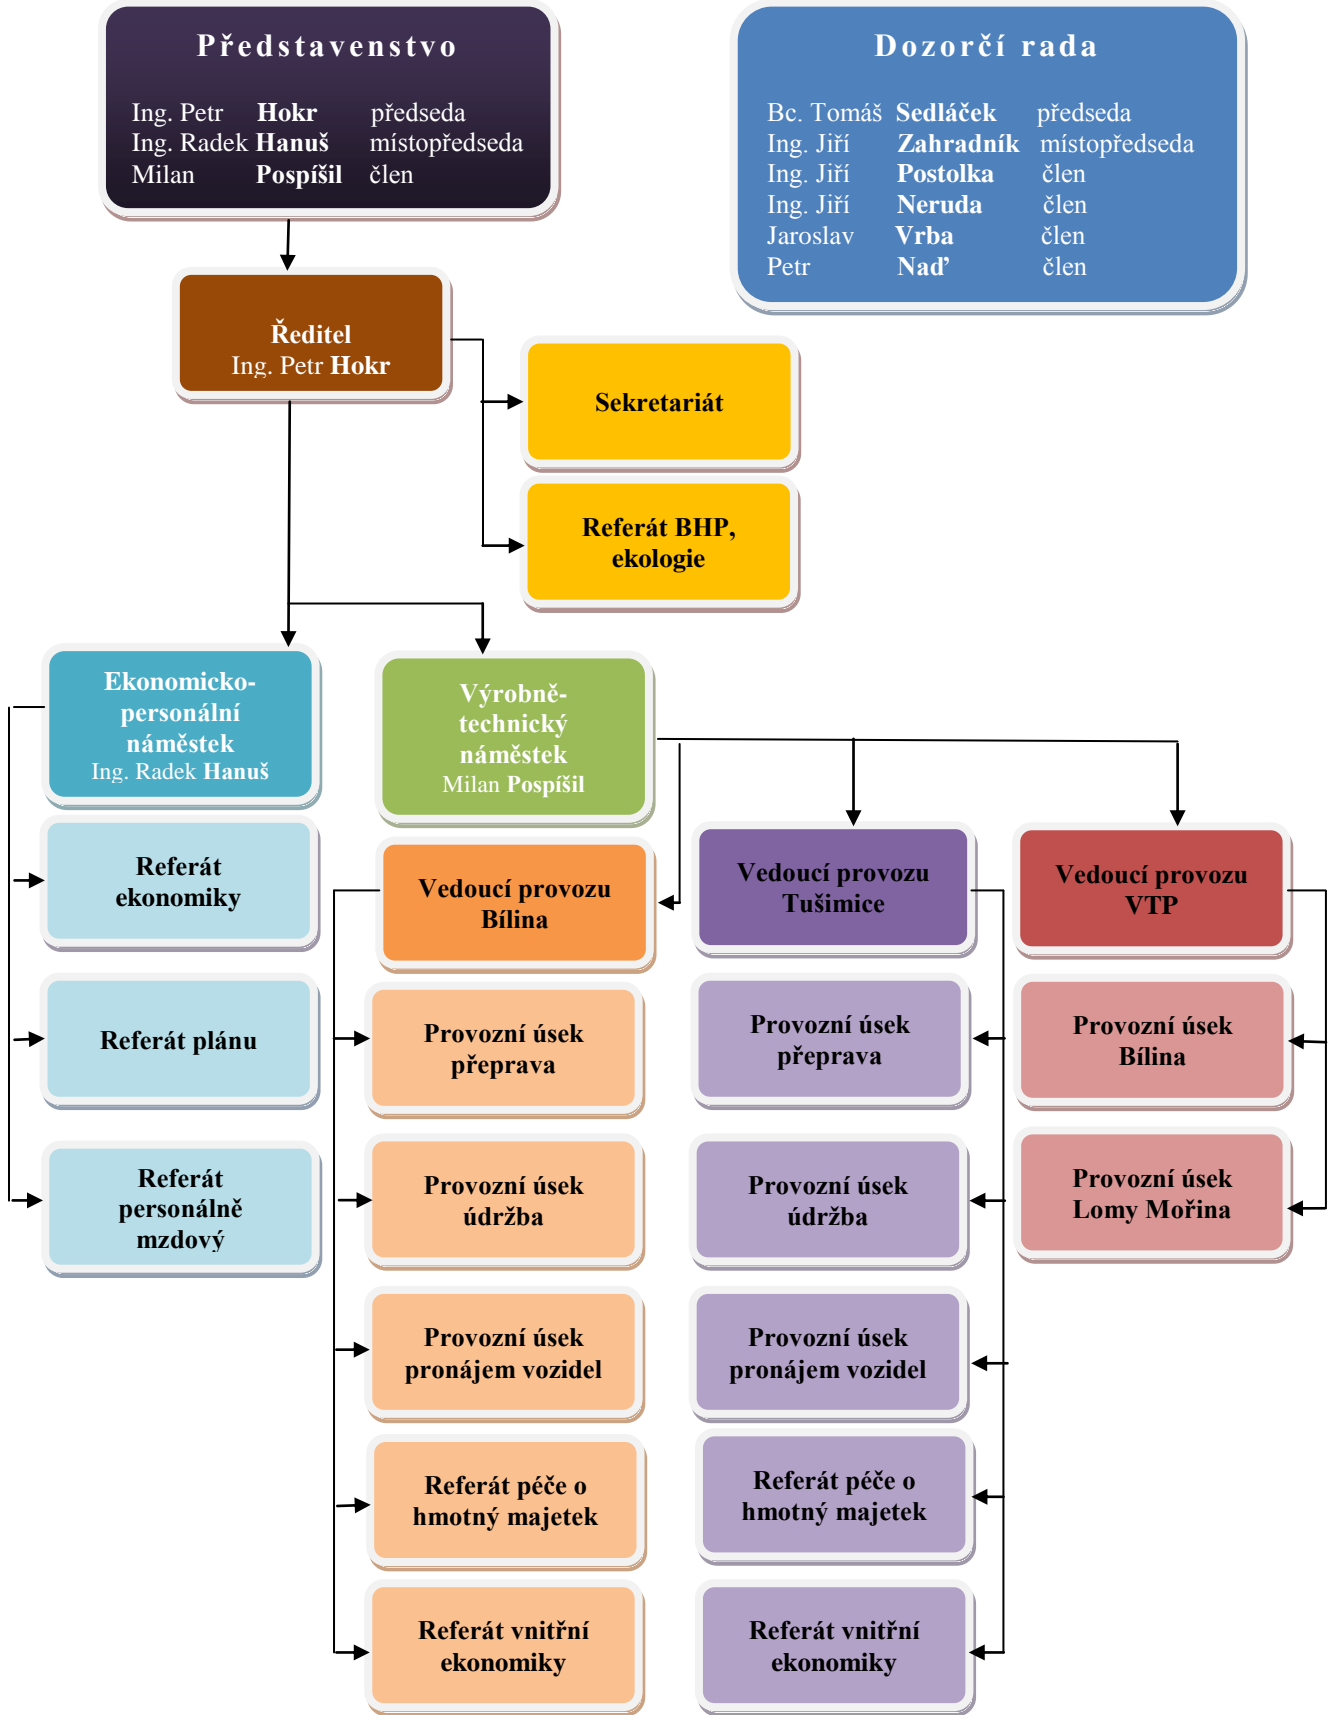 Představenstvo
Ing. Petr Hokr předseda
Ing. Radek Hanuš místopředseda
Milan Pospíšil člen
Dozorčí rada
Bc. Tomáš Sedláček předseda
Ing. Jiří Zahradník místopředseda
Ing. Jiří Postolka člen
Ing. Jiří Neruda člen
Jaroslav Vrba člen
Petr Naď člen
Ředitel
Ing. Petr Hokr
Sekretariát
Referát BHP,
ekologie
Ekonomicko-
personální
náměstek
Ing. Radek Hanuš
Výrobně-
technický
náměstek
Milan Pospíšil
Referát
ekonomiky
Referát plánu
Referát
personálně
mzdový
Vedoucí provozu
Bílina
Provozní úsek
přeprava
Provozní úsek
údržba
Provozní úsek
pronájem vozidel
Referát péče o
hmotný majetek
Referát vnitřní
ekonomiky
Vedoucí provozu
Tušimice
Provozní úsek
přeprava
Provozní úsek
údržba
Provozní úsek
pronájem vozidel
Referát péče o
hmotný majetek
Referát vnitřní
ekonomiky
Vedoucí provozu
VTP
Provozní úsek
Bílina
Provozní úsek
Lomy Mořina